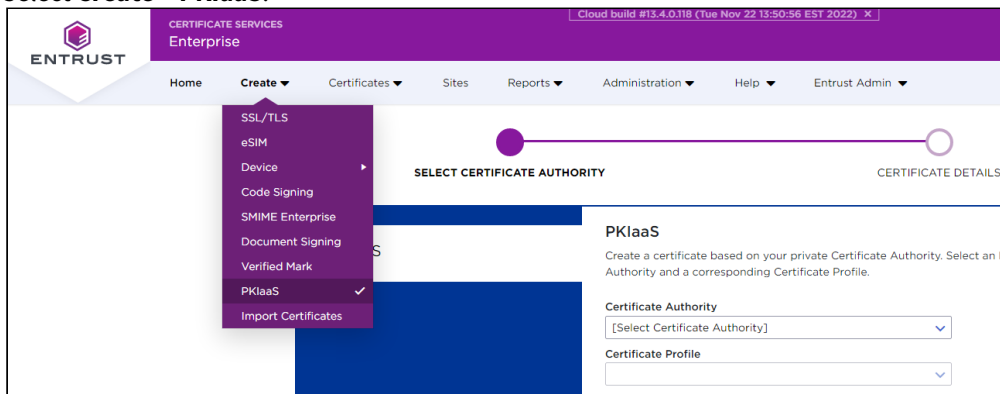 Select Create > PKIaaS.
CERTIFICATE SERVICES
Enterprise
Cloud build #13.4.0.118 (Tue Nov 22 13:50:56 EST 2022) ×
ENTRUST
Home Create Certificates Sites Reports Administration Help Entrust Admin
SSL/TLS
eSIM
Device
Code Signing
SMIME Enterprise
Document Signing
Verified Mark
PKIaaS
Import Certificates
SELECT CERTIFICATE AUTHORITY
CERTIFICATE DETAILS
S
PKIaaS
Create a certificate based on your private Certificate Authority. Select an
Authority and a corresponding Certificate Profile.
Certificate Authority
[Select Certificate Authority]
Certificate Profile